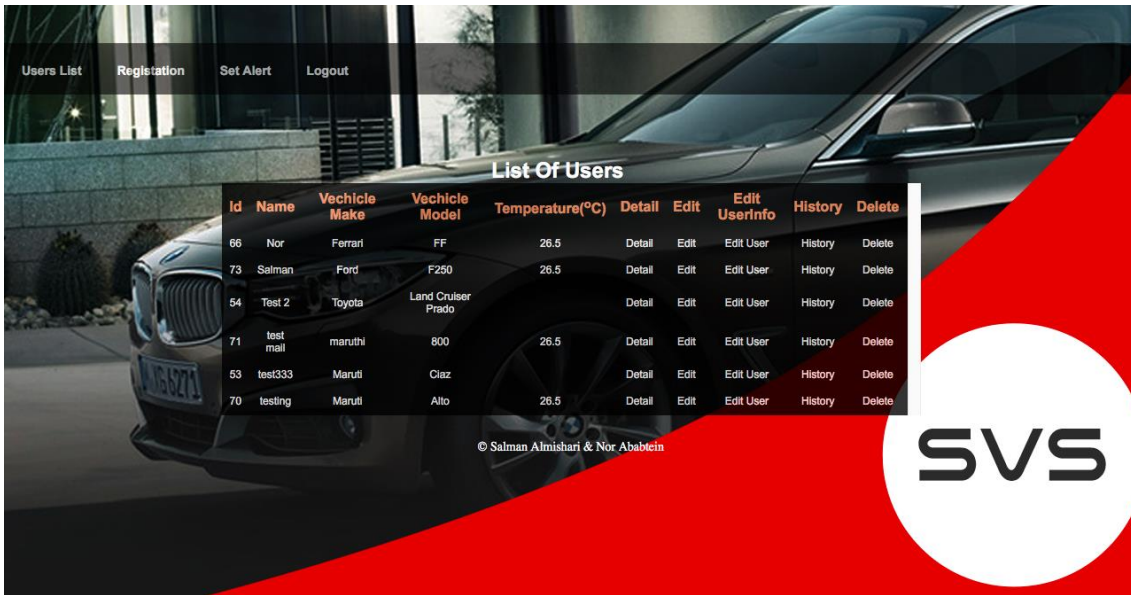 Users List Registation Set Alert Logout
List Of Users
Id Name Vechicle Make Vechicle Model Temperature(ºC) Detail Edit Edit UserInfo History Delete
66 Nor Ferrari FF 26.5 Detail Edit Edit User History Delete
73 Salman Ford F250 26.5 Detail Edit Edit User History Delete
54 Test 2 Toyota Land Cruiser Prado Detail Edit Edit User History Delete
71 test mail maruthi 800 26.5 Detail Edit Edit User History Delete
53 test333 Maruti Ciaz Detail Edit Edit User History Delete
70 testing Maruti Alto 26.5 Detail Edit Edit User History Delete
© Salman Almishari & Nor Ababtein
SVS